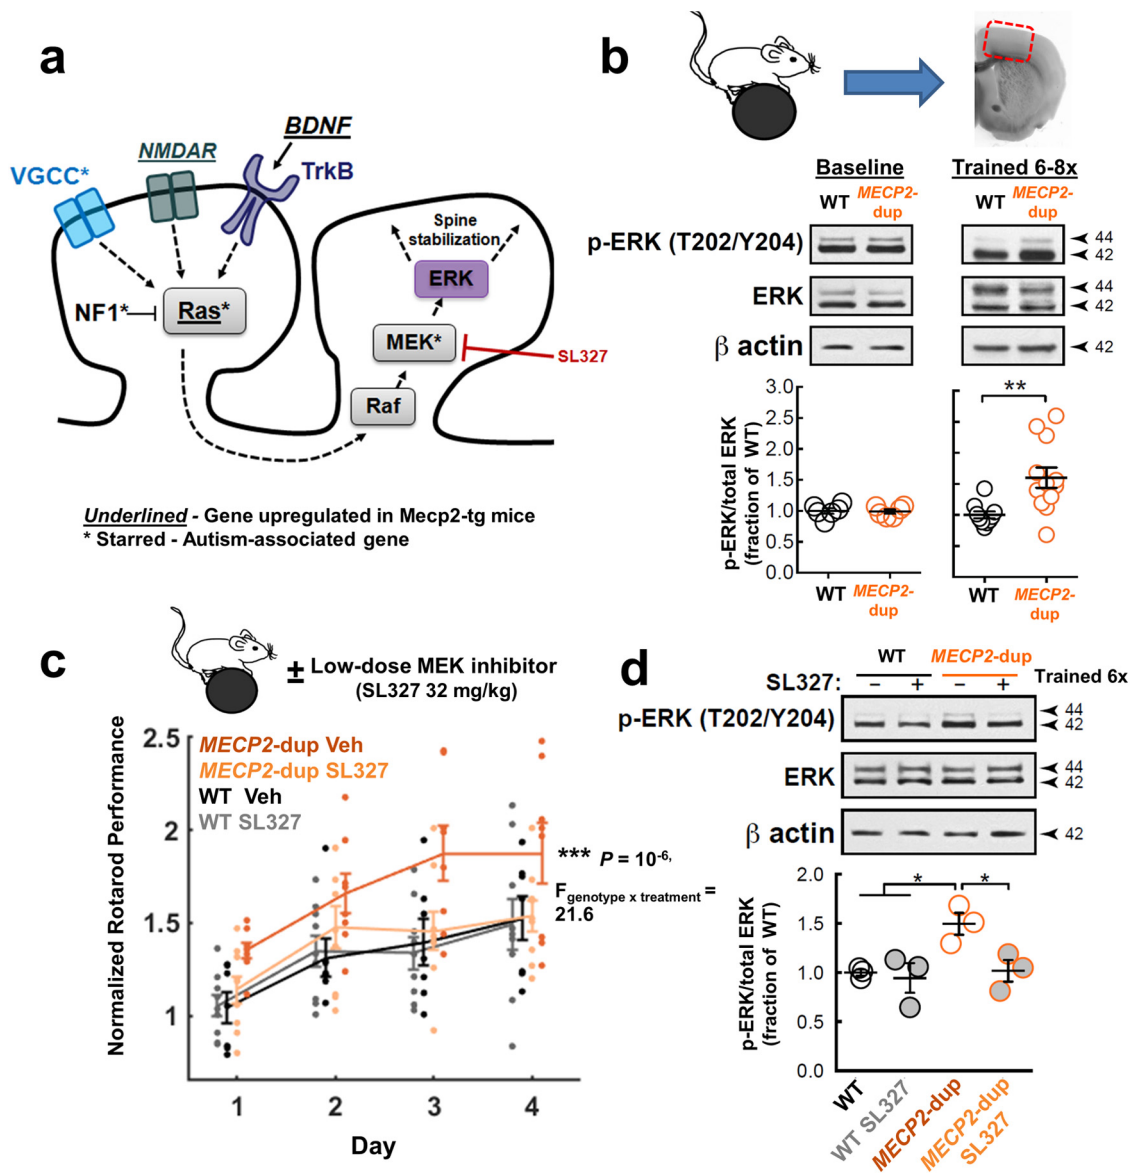 a
VGCC*
NMDAR
BDNF
TrkB
Spine
stabilization
ERK
NF1*
Ras*
MEK*
SL327
Raf
Underlined - Gene upregulated in Mecp2-tg mice
* Starred - Autism-associated gene
b
Baseline
Trained 6-8x
WT
MECP2-
dup
WT
MECP2-
dup
p-ERK (T202/Y204)
44
42
ERK
44
42
β actin
42
p-ERK/total ERK
(fraction of WT)
3.0
2.5
2.0
1.5
1.0
0.5
0.0
**
WT
MECP2-
dup
WT
MECP2-
dup
c
± Low-dose MEK inhibitor
(SL327 32 mg/kg)
Normalized Rotarod Performance
2.5
2
1.5
1
MECP2-dup Veh
MECP2-dup SL327
WT Veh
WT SL327
*** P = 10-6,
Fgenotype x treatment =
21.6
1 2 3 4
Day
d
WT
MECP2-dup
SL327: – + – + Trained 6x
p-ERK (T202/Y204)
44
42
ERK
44
42
β actin
42
p-ERK/total ERK
(fraction of WT)
2.0
1.5
1.0
0.5
0.0
* *
WT
WT SL327
MECP2-dup
MECP2-dup
SL327